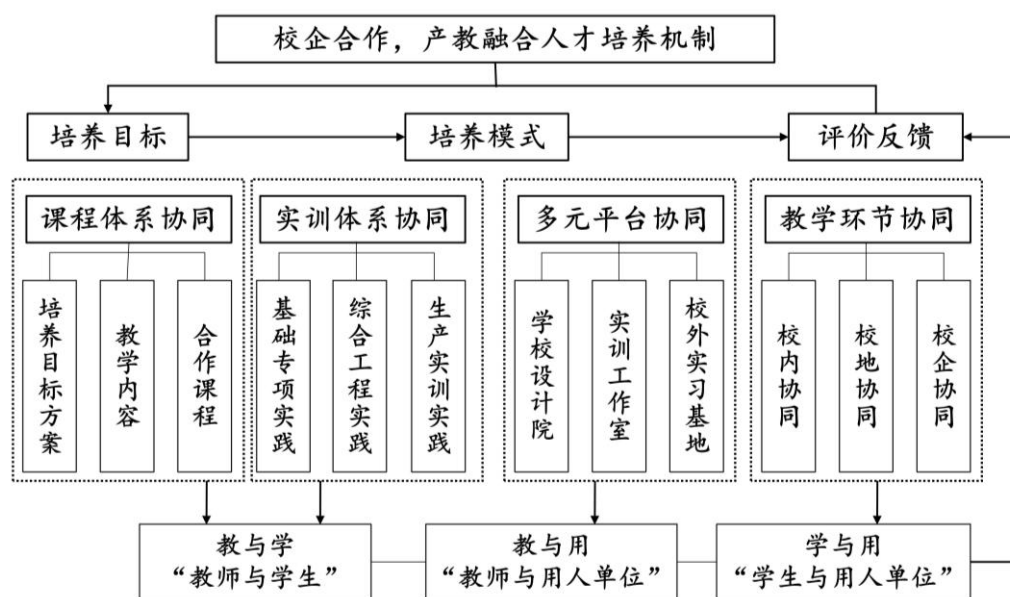 校企合作，产教融合人才培养机制
培养目标
培养模式
评价反馈
课程体系协同
实训体系协同
多元平台协同
教学环节协同
培养目标方案
教学内容
合作课程
基础专项实践
综合工程实践
生产实训实践
学校设计院
实训工作室
校外实习基地
校内协同
校地协同
校企协同
教与学
“教师与学生”
教与用
“教师与用人单位”
学与用
“学生与用人单位”